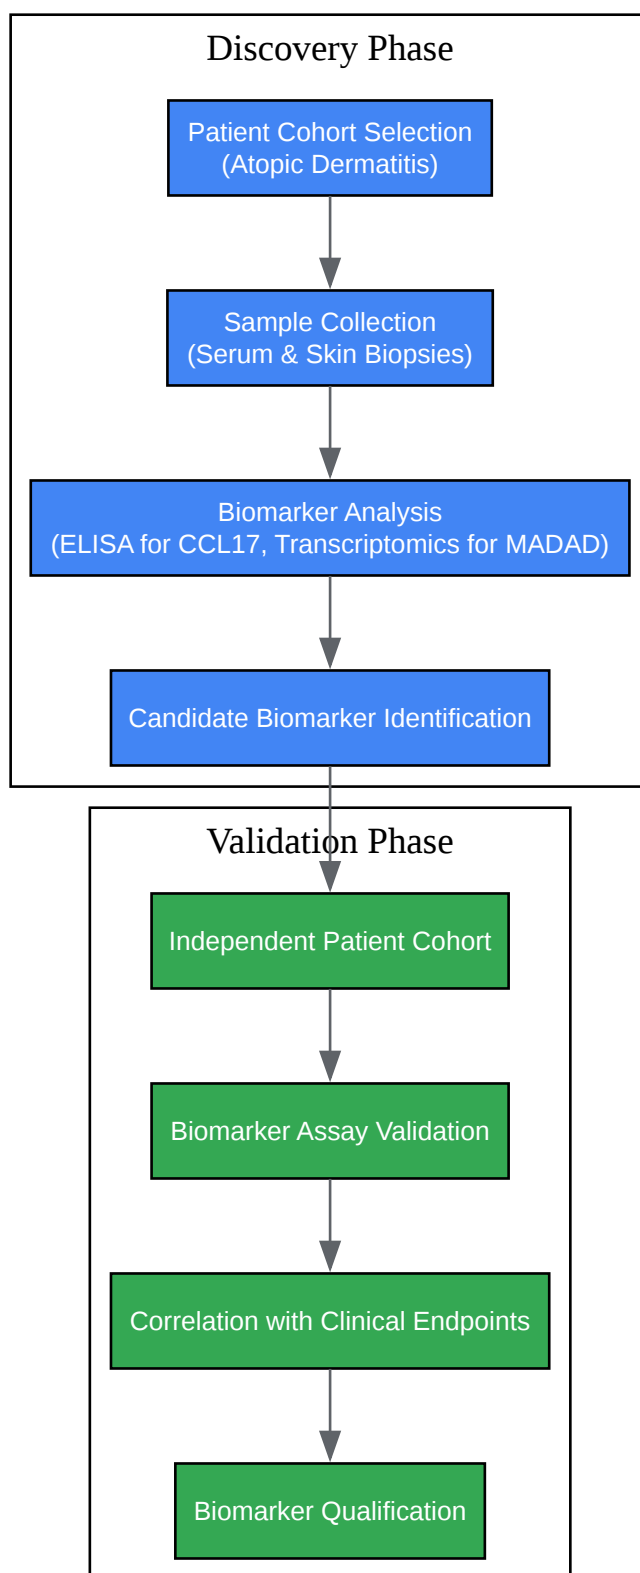 Discovery Phase
Patient Cohort Selection
(Atopic Dermatitis)
Sample Collection
(Serum & Skin Biopsies)
Biomarker Analysis
(ELISA for CCL17, Transcriptomics for MADAD)
Candidate Biomarker Identification
Validation Phase
Independent Patient Cohort
Biomarker Assay Validation
Correlation with Clinical Endpoints
Biomarker Qualification